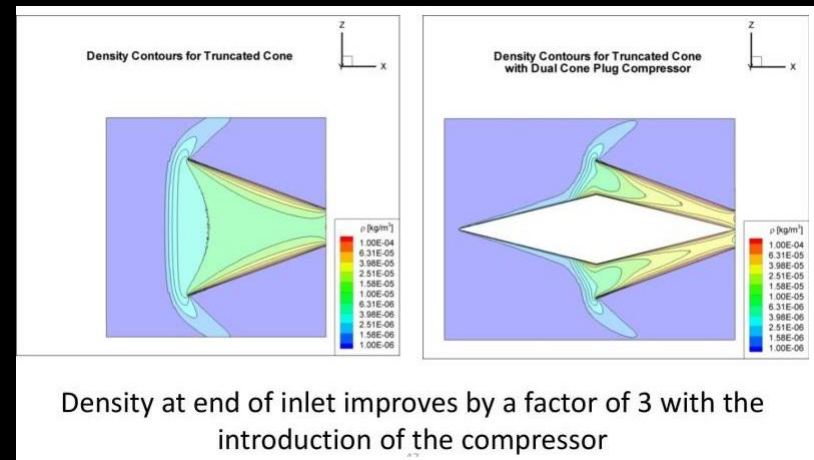 Density Contours for Truncated Cone
Z
X
ρ [kg/m³]
1.00E-04
6.31E-05
3.98E-05
2.51E-05
1.58E-05
1.00E-05
6.31E-06
3.98E-06
2.51E-06
1.58E-06
1.00E-06
Density Contours for Truncated Cone
with Dual Cone Plug Compressor
Z
X
ρ [kg/m³]
1.00E-04
6.31E-05
3.98E-05
2.51E-05
1.58E-05
1.00E-05
6.31E-06
3.98E-06
2.51E-06
1.58E-06
1.00E-06
Density at end of inlet improves by a factor of 3 with the
introduction of the compressor